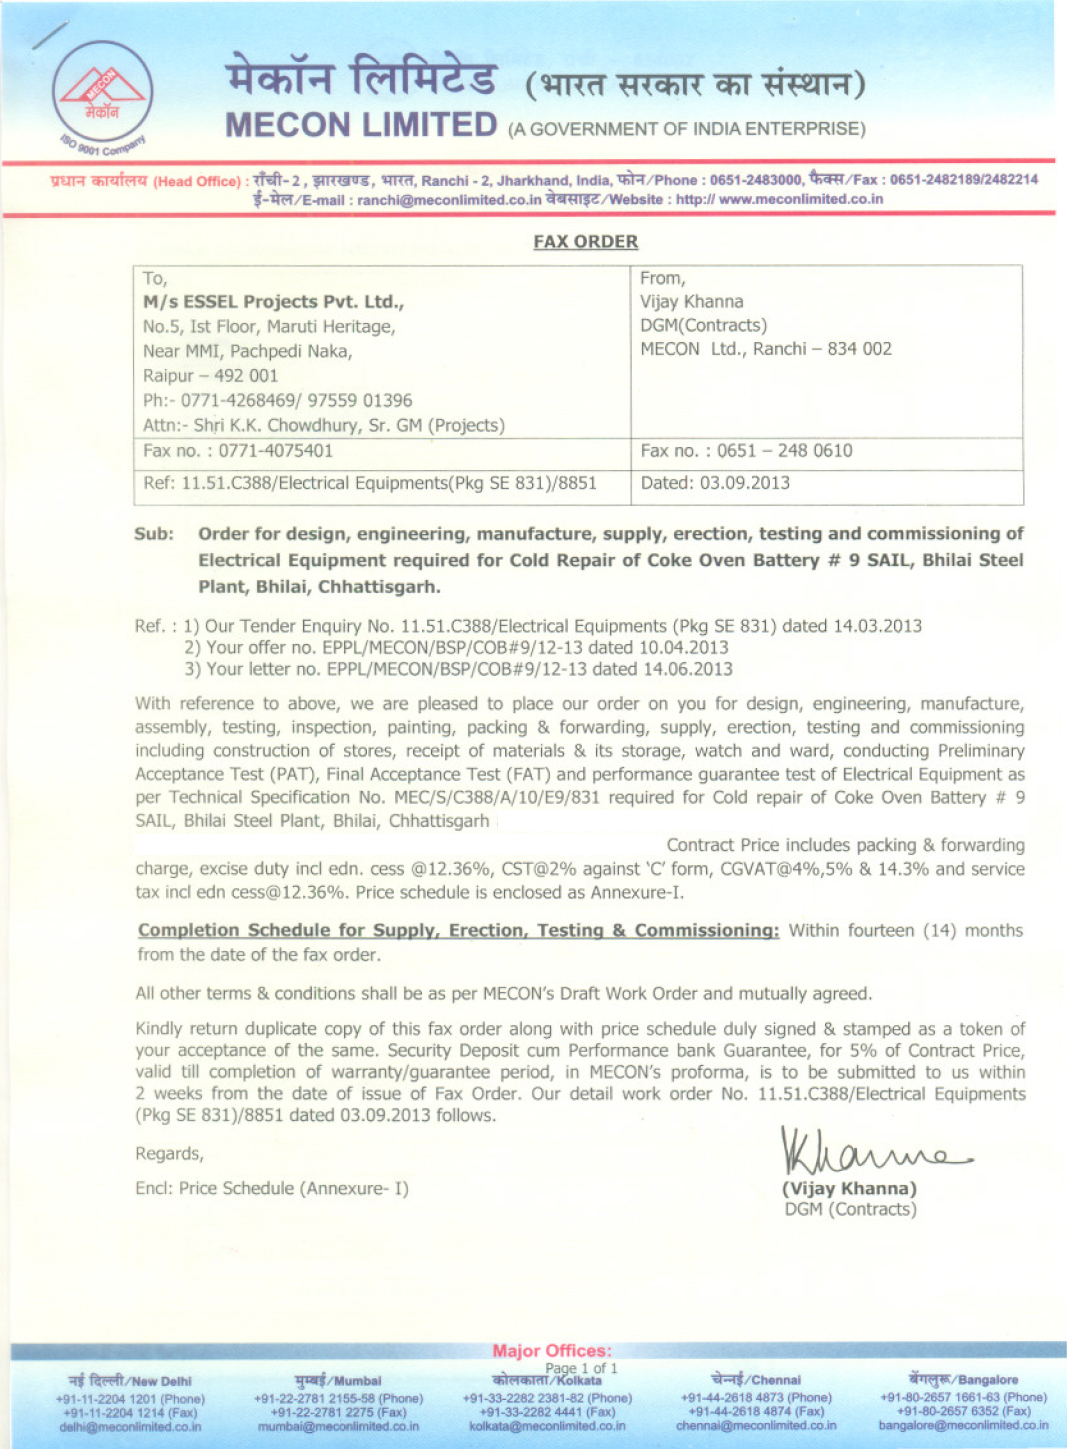 मेकॉन लिमिटेड (भारत सरकार का संस्थान)
MECON LIMITED (A GOVERNMENT OF INDIA ENTERPRISE)
MECON
मेकॉन
ISO 9001 Company
प्रधान कार्यालय (Head Office) : राँची-2, झारखण्ड, भारत, Ranchi - 2, Jharkhand, India, फोन/Phone : 0651-2483000, फैक्स/Fax : 0651-2482189/2482214
ई-मेल/E-mail : ranchi@meconlimited.co.in वेबसाइट/Website : http:// www.meconlimited.co.in
FAX ORDER
To,
M/s ESSEL Projects Pvt. Ltd.,
No.5, Ist Floor, Maruti Heritage,
Near MMI, Pachpedi Naka,
Raipur – 492 001
Ph:- 0771-4268469/ 97559 01396
Attn:- Shri K.K. Chowdhury, Sr. GM (Projects)
From,
Vijay Khanna
DGM(Contracts)
MECON Ltd., Ranchi – 834 002
Fax no. : 0771-4075401
Fax no. : 0651 – 248 0610
Ref: 11.51.C388/Electrical Equipments(Pkg SE 831)/8851
Dated: 03.09.2013
Sub: Order for design, engineering, manufacture, supply, erection, testing and commissioning of
Electrical Equipment required for Cold Repair of Coke Oven Battery # 9 SAIL, Bhilai Steel
Plant, Bhilai, Chhattisgarh.
Ref. : 1) Our Tender Enquiry No. 11.51.C388/Electrical Equipments (Pkg SE 831) dated 14.03.2013
2) Your offer no. EPPL/MECON/BSP/COB#9/12-13 dated 10.04.2013
3) Your letter no. EPPL/MECON/BSP/COB#9/12-13 dated 14.06.2013
With reference to above, we are pleased to place our order on you for design, engineering, manufacture,
assembly, testing, inspection, painting, packing & forwarding, supply, erection, testing and commissioning
including construction of stores, receipt of materials & its storage, watch and ward, conducting Preliminary
Acceptance Test (PAT), Final Acceptance Test (FAT) and performance guarantee test of Electrical Equipment as
per Technical Specification No. MEC/S/C388/A/10/E9/831 required for Cold repair of Coke Oven Battery # 9
SAIL, Bhilai Steel Plant, Bhilai, Chhattisgarh
Contract Price includes packing & forwarding
charge, excise duty incl edn. cess @12.36%, CST@2% against 'C' form, CGVAT@4%,5% & 14.3% and service
tax incl edn cess@12.36%. Price schedule is enclosed as Annexure-I.
Completion Schedule for Supply, Erection, Testing & Commissioning: Within fourteen (14) months
from the date of the fax order.
All other terms & conditions shall be as per MECON's Draft Work Order and mutually agreed.
Kindly return duplicate copy of this fax order along with price schedule duly signed & stamped as a token of
your acceptance of the same. Security Deposit cum Performance bank Guarantee, for 5% of Contract Price,
valid till completion of warranty/guarantee period, in MECON's proforma, is to be submitted to us within
2 weeks from the date of issue of Fax Order. Our detail work order No. 11.51.C388/Electrical Equipments
(Pkg SE 831)/8851 dated 03.09.2013 follows.
Regards,
VKhanna
Encl: Price Schedule (Annexure- I)
(Vijay Khanna)
DGM (Contracts)
Major Offices:
Page 1 of 1
नई दिल्ली/New Delhi
+91-11-2204 1201 (Phone)
+91-11-2204 1214 (Fax)
delhi@meconlimited.co.in
मुम्बई/Mumbai
+91-22-2781 2155-58 (Phone)
+91-22-2781 2275 (Fax)
mumbai@meconlimited.co.in
कोलकाता/Kolkata
+91-33-2282 2381-82 (Phone)
+91-33-2282 4441 (Fax)
kolkata@meconlimited.co.in
चेन्नई/Chennai
+91-44-2618 4873 (Phone)
+91-44-2618 4874 (Fax)
chennai@meconlimited.co.in
बेंगलुरू/Bangalore
+91-80-2657 1661-63 (Phone)
+91-80-2657 6352 (Fax)
bangalore@meconlimited.co.in